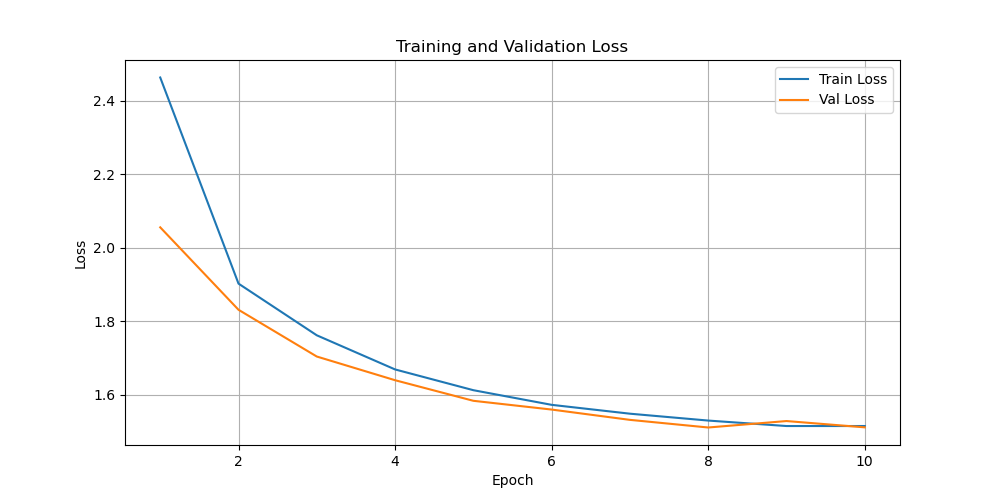 Training and Validation Loss
Train Loss
Val Loss
2.4
2.2
2.0
1.8
1.6
Loss
2 4 6 8 10
Epoch